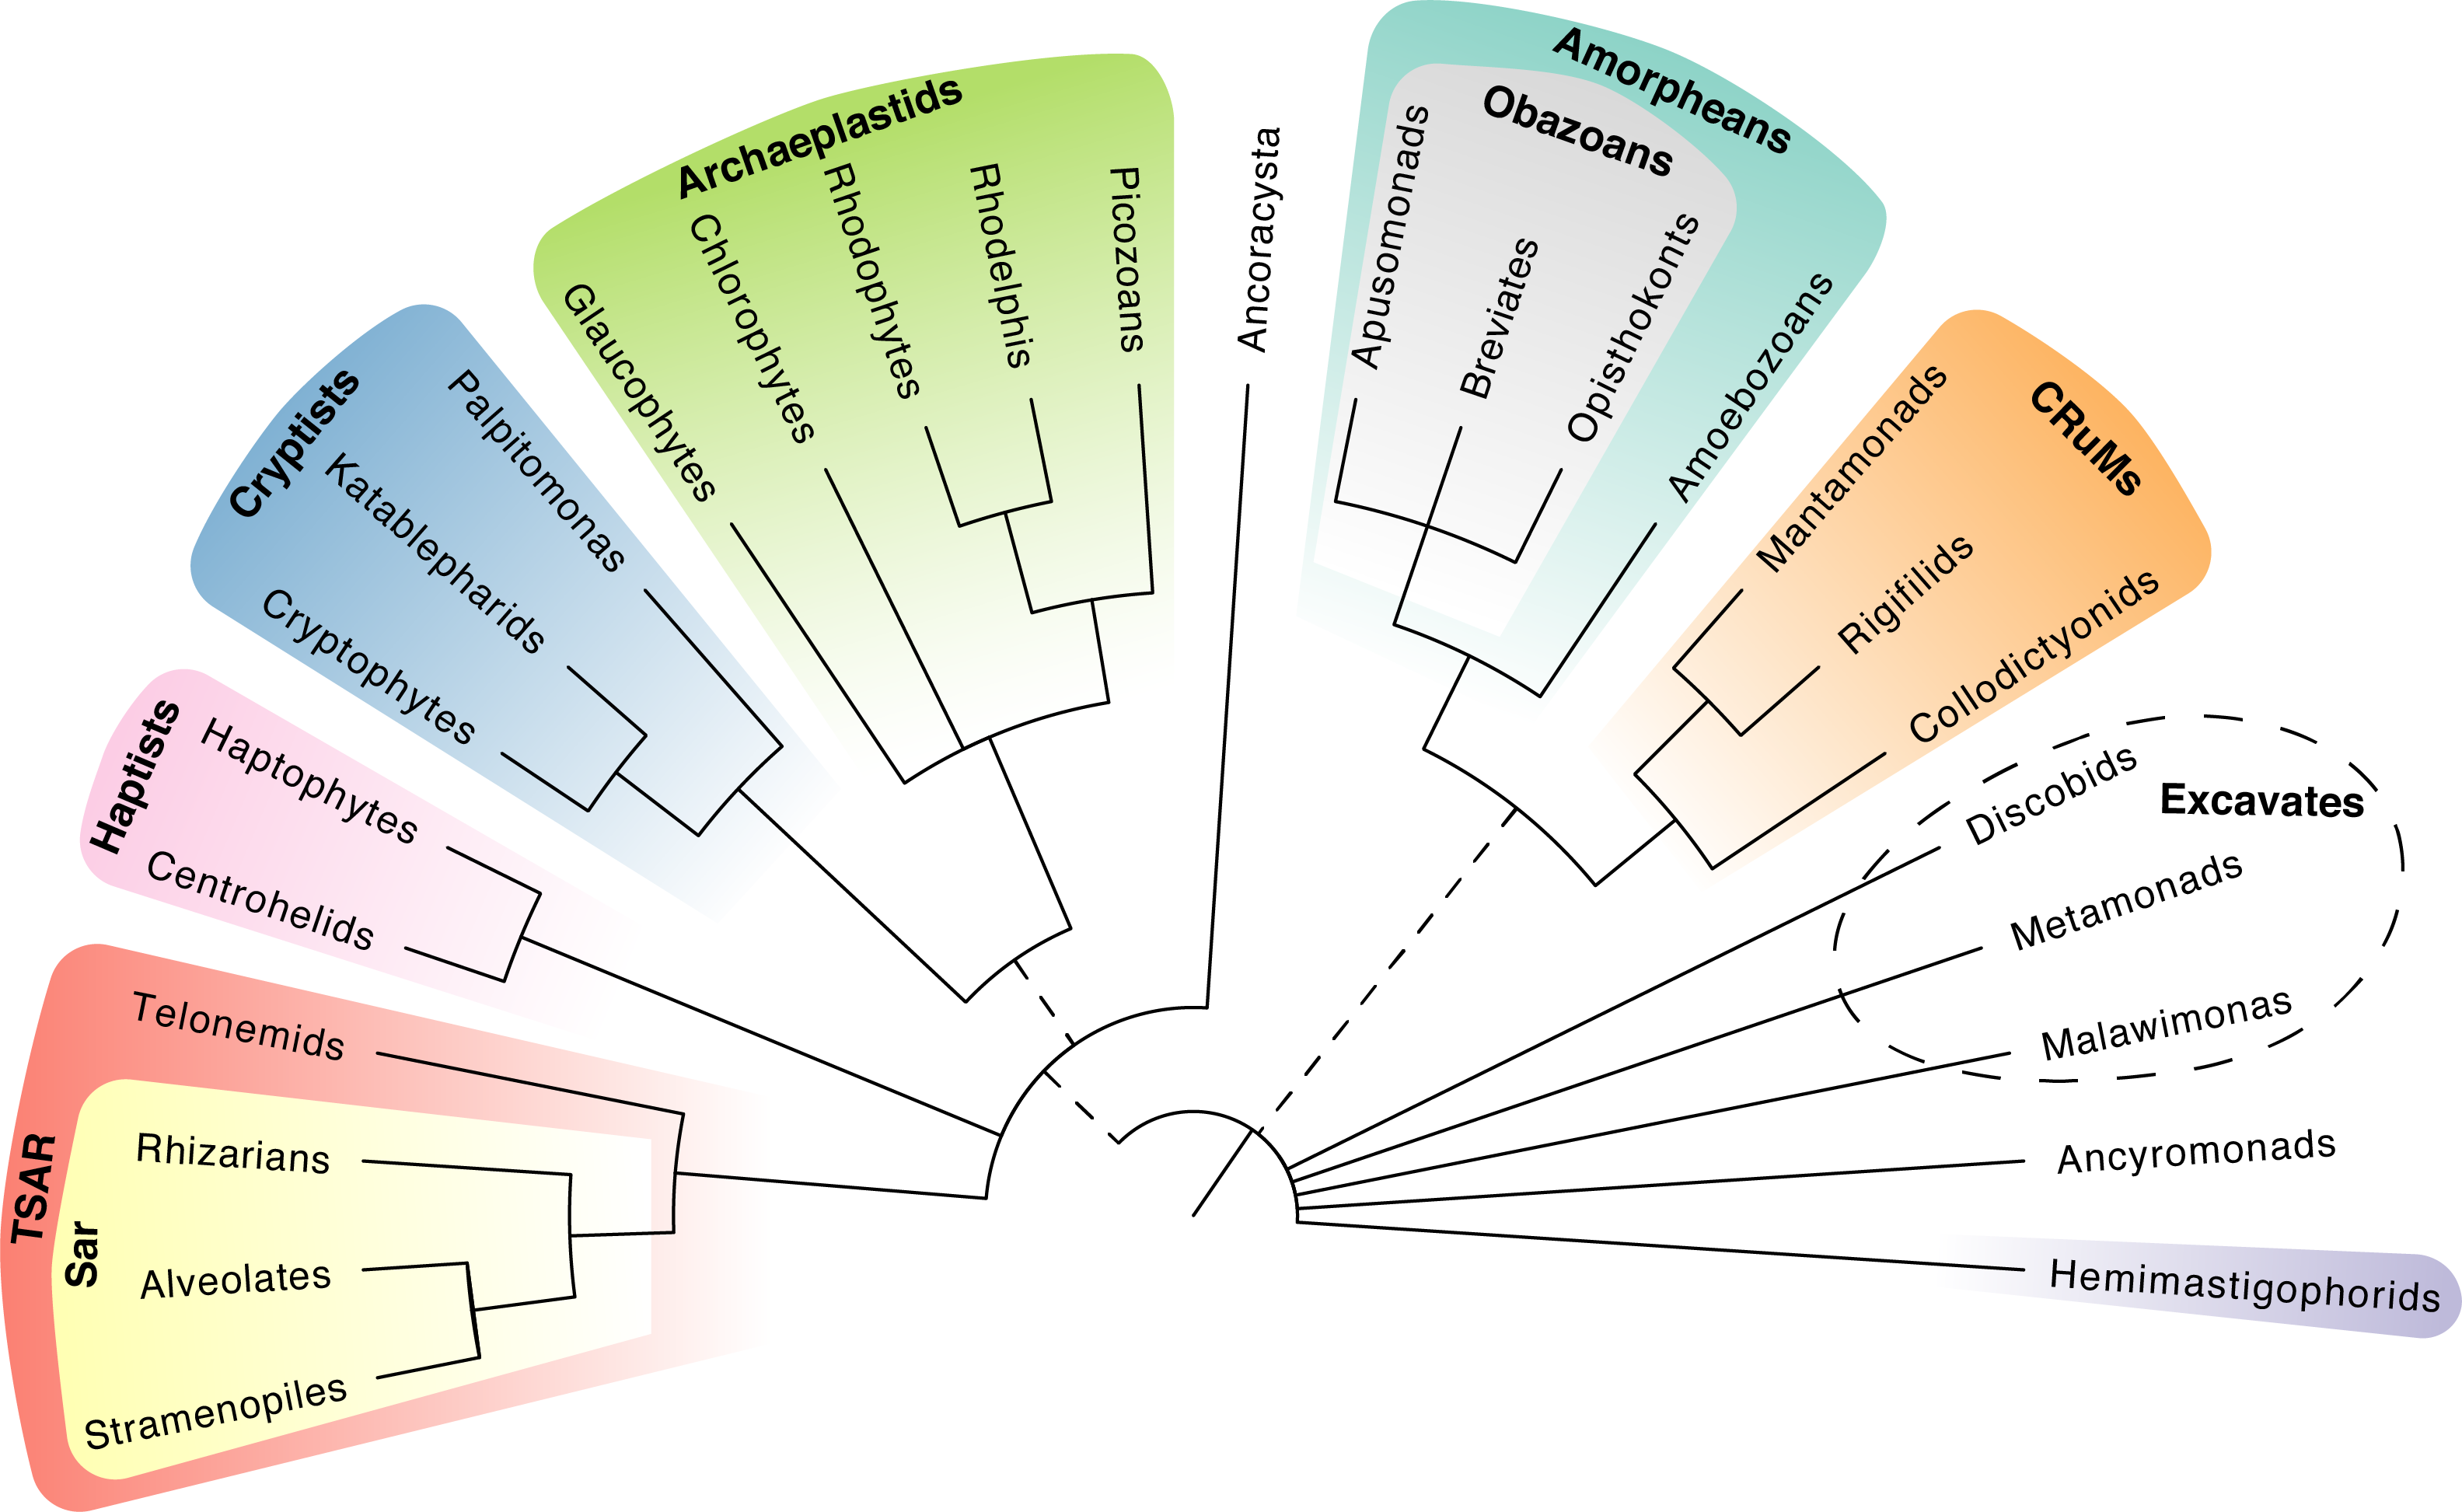 Amorpheans
Obazoans
Apusomonads
Breviates
Opisthokonts
Amoebozoans
Archaeplastids
Glaucophytes
Chlorophytes
Rhodophytes
Rhodelphis
Picozoans
Ancoracysta
Cryptists
Palpitomonas
Katablepharids
Cryptophytes
CRuMs
Mantamonads
Rigifilids
Collodictyonids
Haptists
Haptophytes
Centrohelids
Excavates
Discobids
Metamonads
Malawimonas
Ancyromonads
Hemimastigophorids
TSAR
Telonemids
Sar
Rhizarians
Alveolates
Stramenopiles